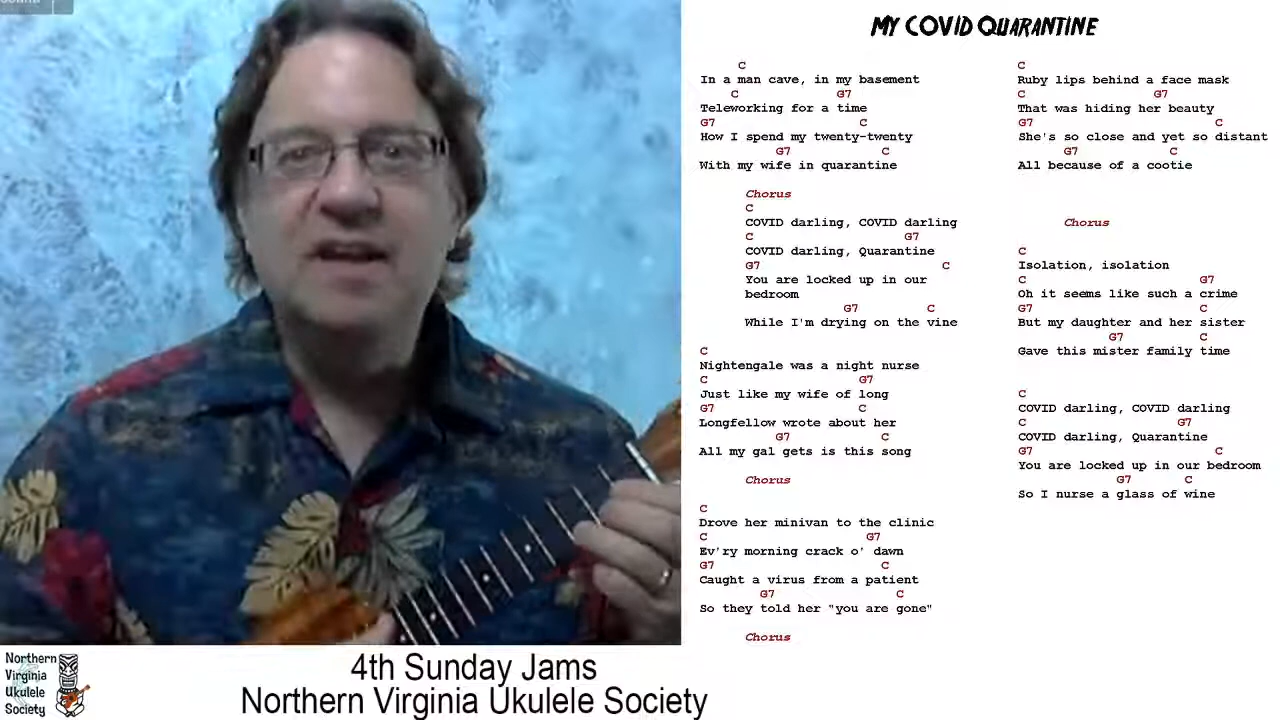 MY COVID QUARANTINE
C
In a man cave, in my basement
C G7
Teleworking for a time
G7 C
How I spend my twenty-twenty
G7 C
With my wife in quarantine
Chorus
C
COVID darling, COVID darling
C G7
COVID darling, Quarantine
G7 C
You are locked up in our
bedroom
G7 C
While I'm drying on the vine
C
Nightengale was a night nurse
C G7
Just like my wife of long
G7 C
Longfellow wrote about her
G7 C
All my gal gets is this song
Chorus
C
Drove her minivan to the clinic
C G7
Ev'ry morning crack o' dawn
G7 C
Caught a virus from a patient
G7 C
So they told her "you are gone"
Chorus
C
Ruby lips behind a face mask
C G7
That was hiding her beauty
G7 C
She's so close and yet so distant
G7 C
All because of a cootie
Chorus
C
Isolation, isolation
C G7
Oh it seems like such a crime
G7 C
But my daughter and her sister
G7 C
Gave this mister family time
C
COVID darling, COVID darling
C G7
COVID darling, Quarantine
G7 C
You are locked up in our bedroom
G7 C
So I nurse a glass of wine
Northern
Virginia
Ukulele
Society
4th Sunday Jams
Northern Virginia Ukulele Society